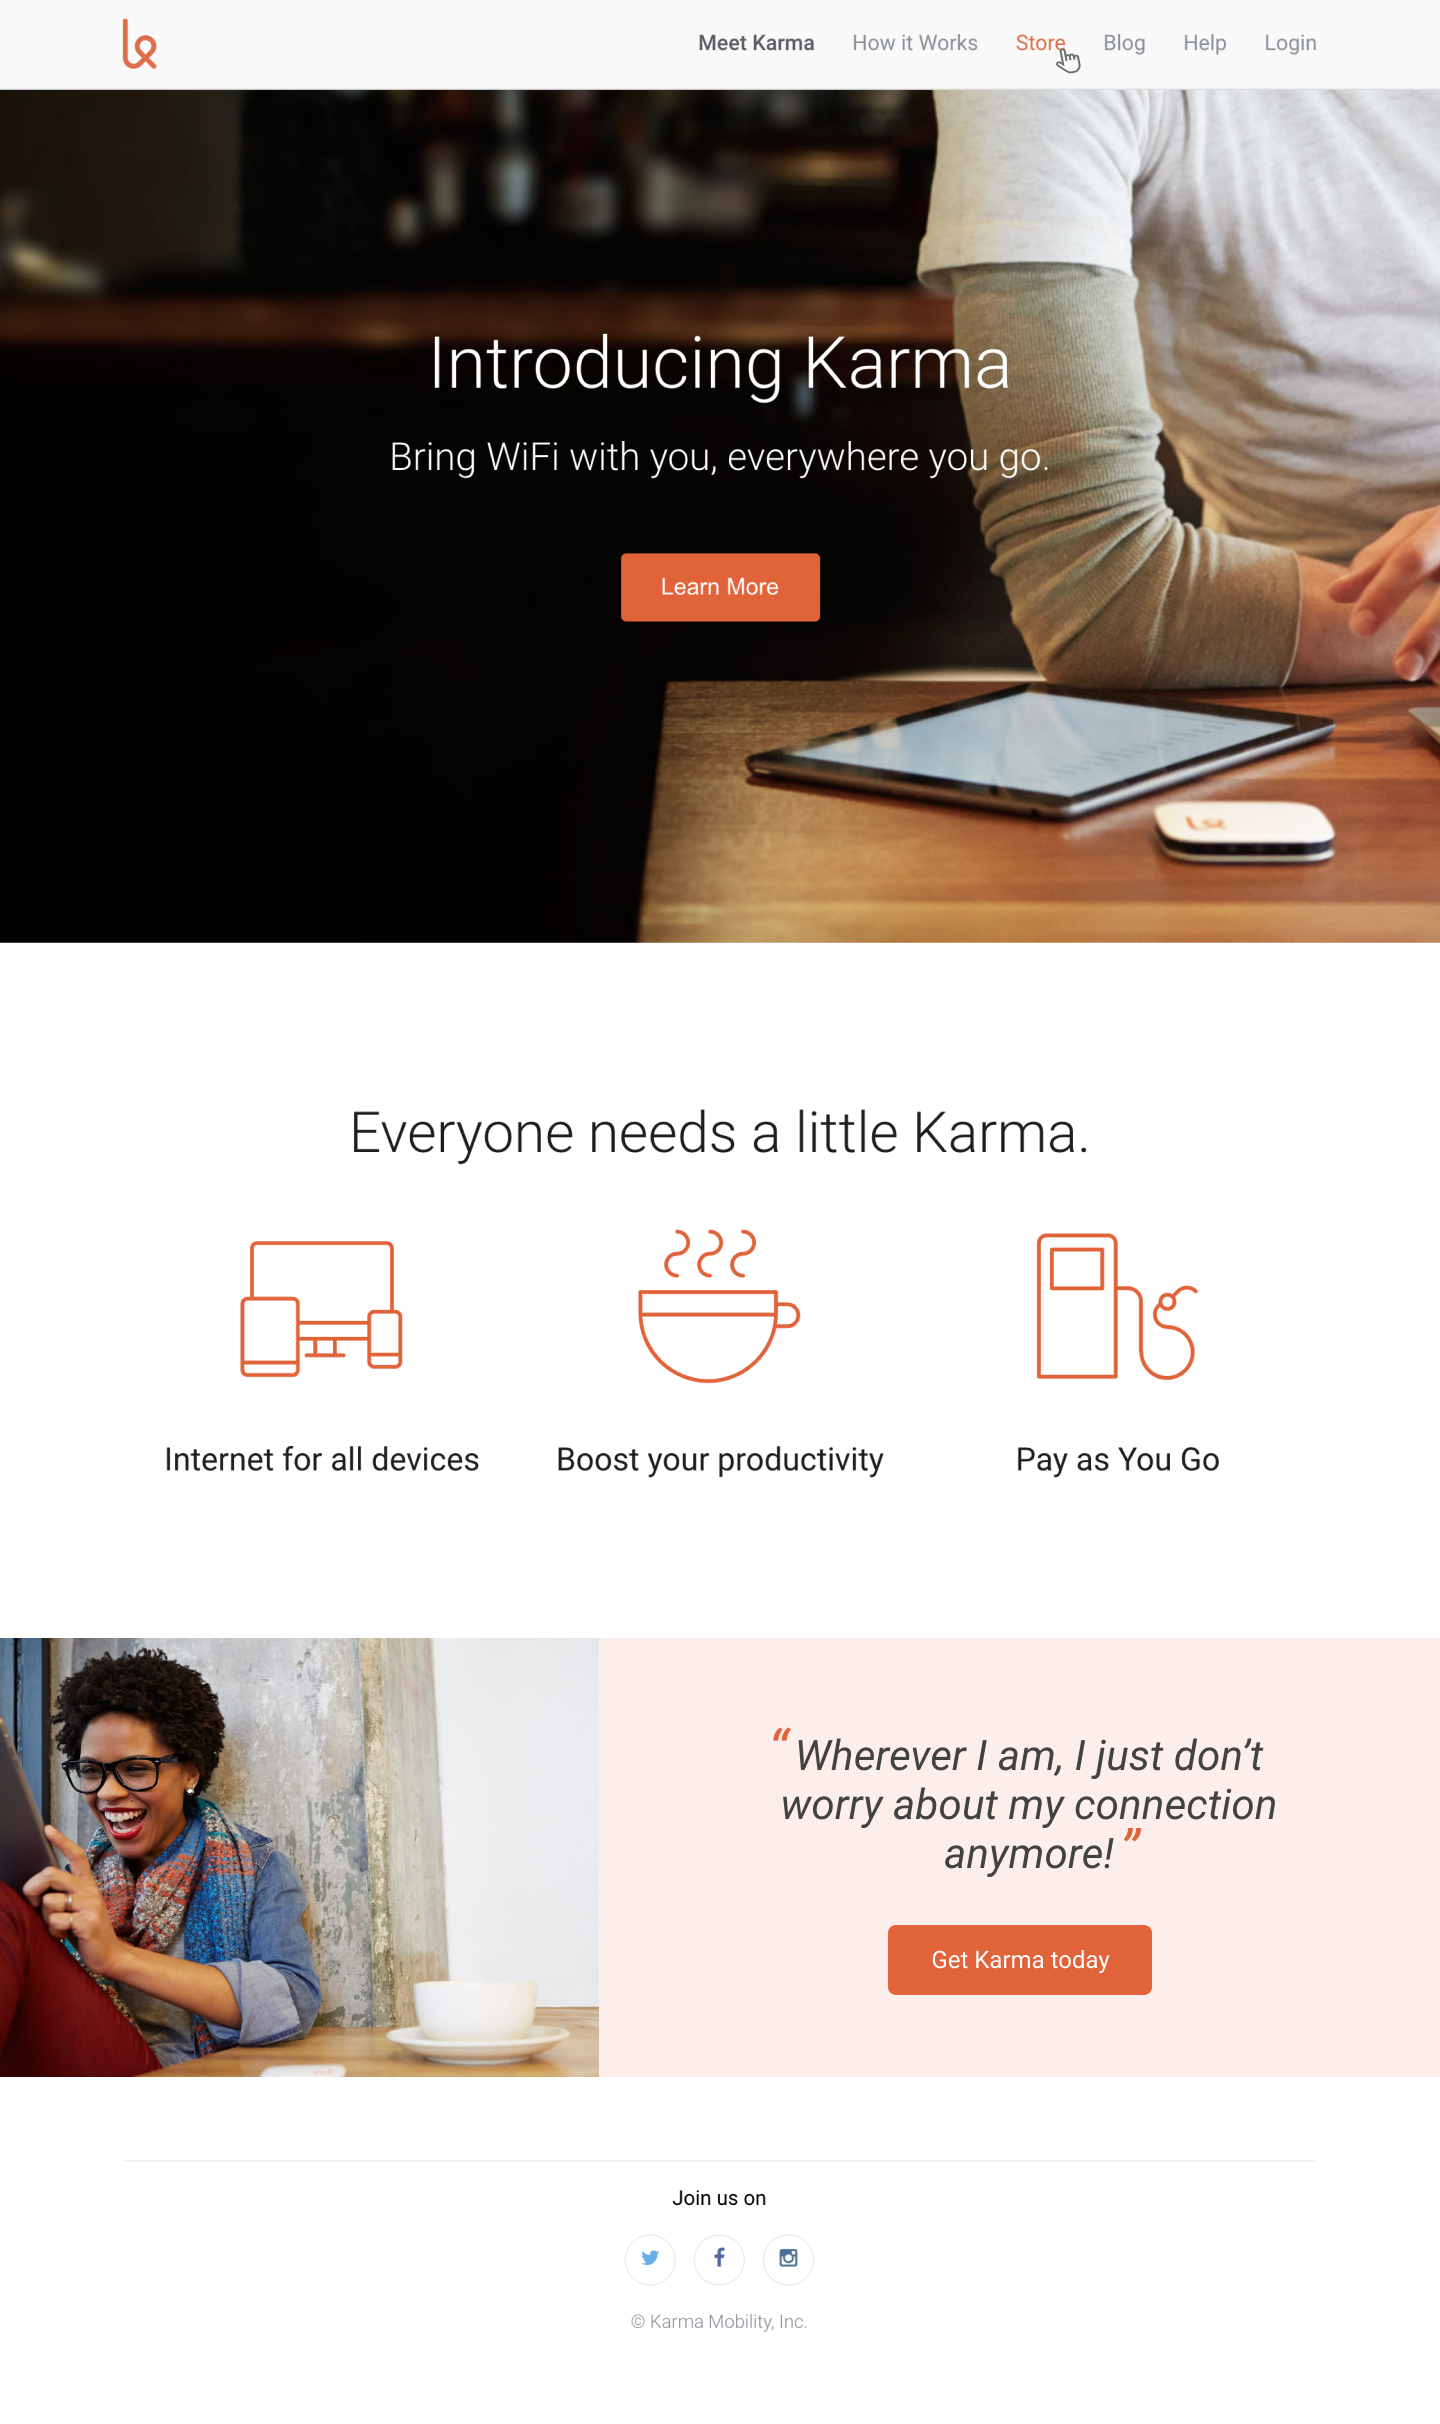 Meet Karma How it Works Store Blog Help Login
Introducing Karma
Bring WiFi with you, everywhere you go.
Learn More
Everyone needs a little Karma.
Internet for all devices
Boost your productivity
Pay as You Go
“Wherever I am, I just don’t
worry about my connection
anymore!”
Get Karma today
Join us on
© Karma Mobility, Inc.